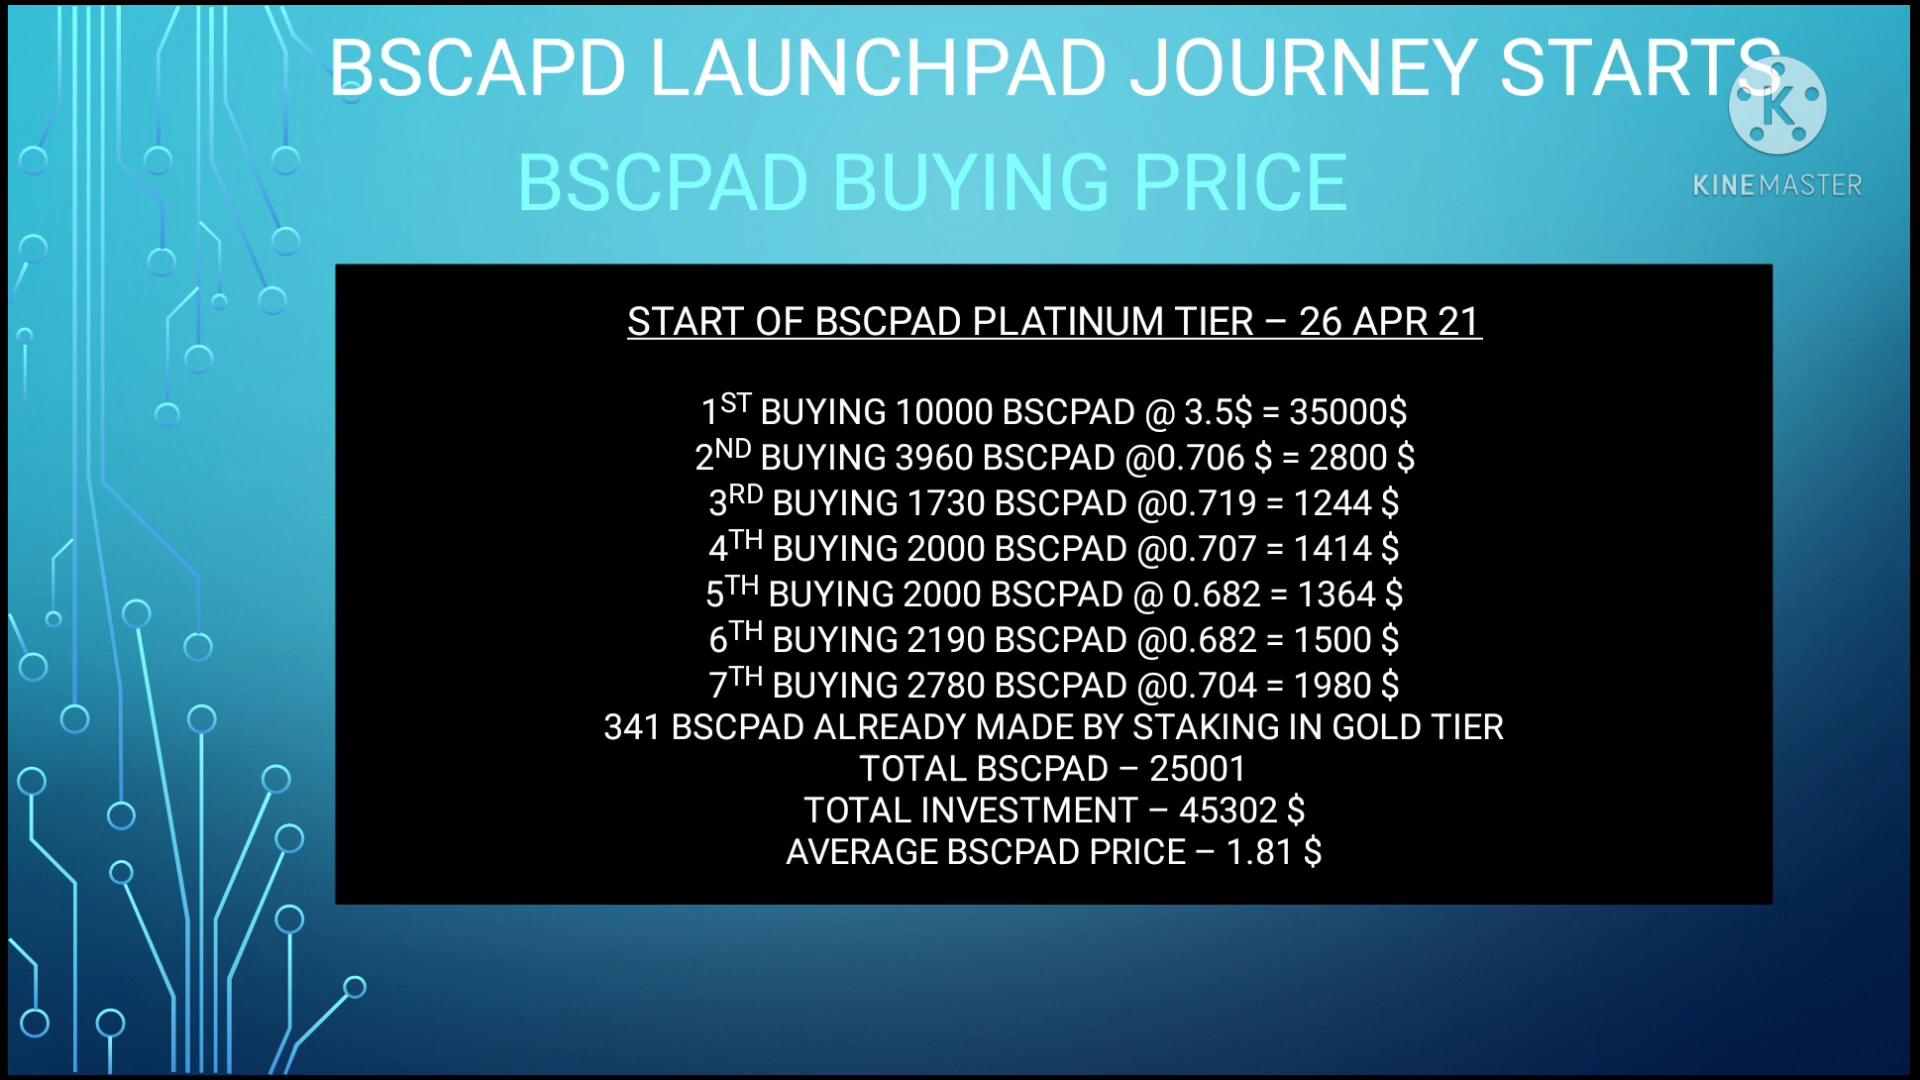 BSCAPD LAUNCHPAD JOURNEY STARTS
K
KINEMASTER
BSCPAD BUYING PRICE
START OF BSCPAD PLATINUM TIER – 26 APR 21
1ST BUYING 10000 BSCPAD @ 3.5$ = 35000$
2ND BUYING 3960 BSCPAD @0.706 $ = 2800 $
3RD BUYING 1730 BSCPAD @0.719 = 1244 $
4TH BUYING 2000 BSCPAD @0.707 = 1414 $
5TH BUYING 2000 BSCPAD @ 0.682 = 1364 $
6TH BUYING 2190 BSCPAD @0.682 = 1500 $
7TH BUYING 2780 BSCPAD @0.704 = 1980 $
341 BSCPAD ALREADY MADE BY STAKING IN GOLD TIER
TOTAL BSCPAD – 25001
TOTAL INVESTMENT – 45302 $
AVERAGE BSCPAD PRICE – 1.81 $